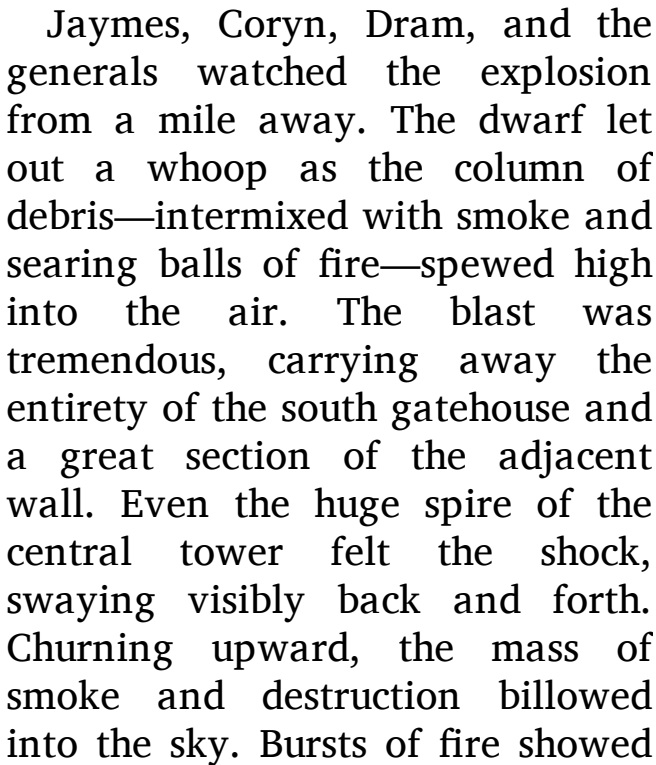 Jaymes, Coryn, Dram, and the
generals watched the explosion
from a mile away. The dwarf let
out a whoop as the column of
debris—intermixed with smoke and
searing balls of fire—spewed high
into the air. The blast was
tremendous, carrying away the
entirety of the south gatehouse and
a great section of the adjacent
wall. Even the huge spire of the
central tower felt the shock,
swaying visibly back and forth.
Churning upward, the mass of
smoke and destruction billowed
into the sky. Bursts of fire showed